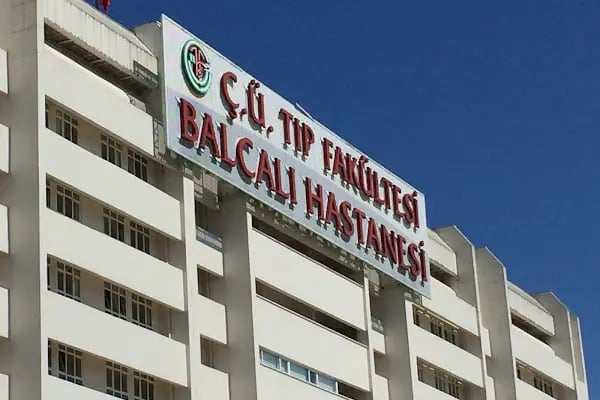 Ç.Ü. TIP FAKÜLTESİ
BALCALI HASTANESİ